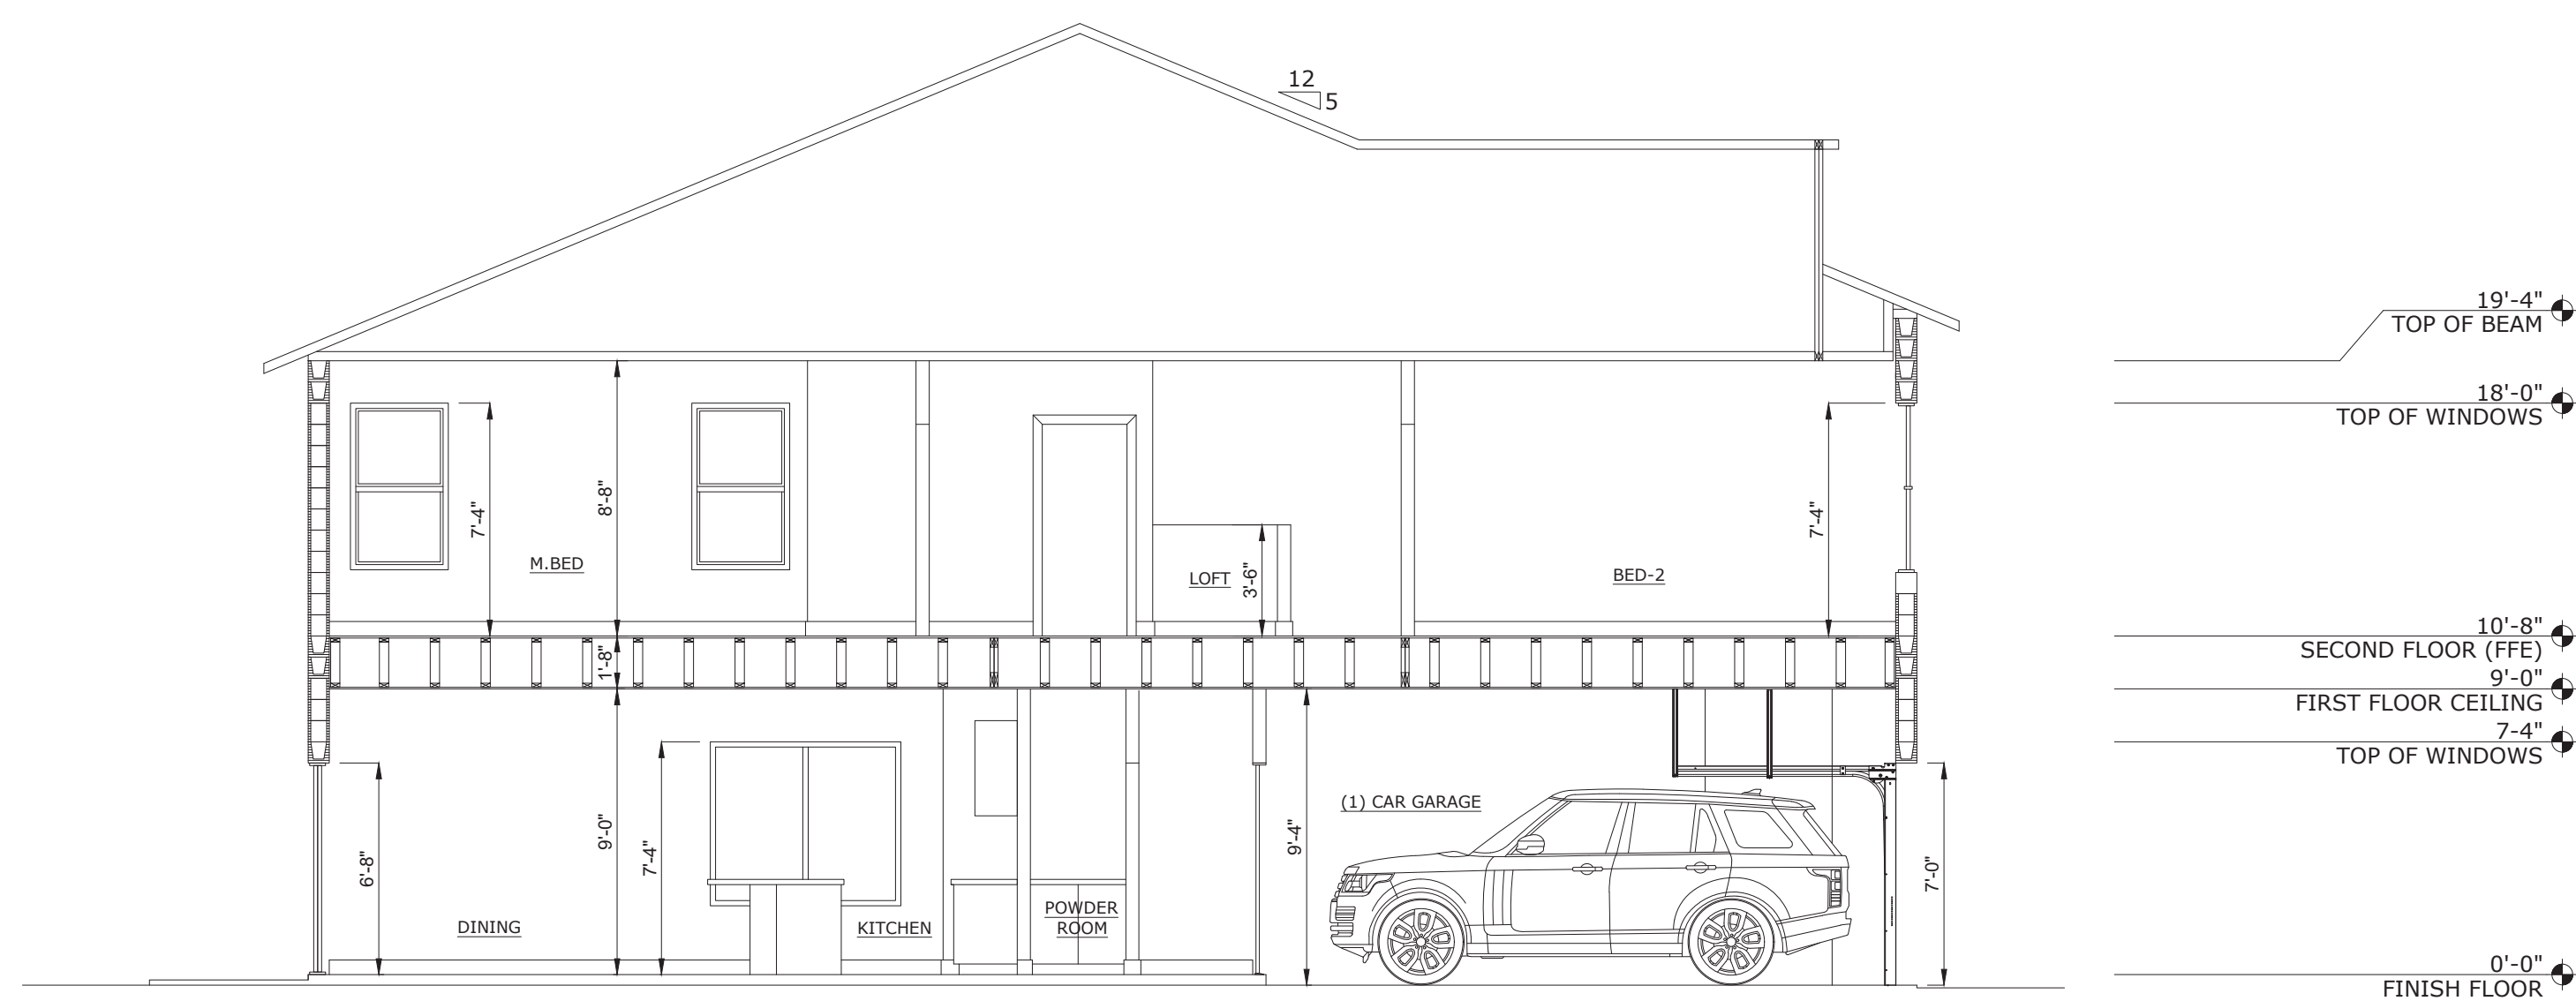 12
5
19'-4"
TOP OF BEAM
18'-0"
TOP OF WINDOWS
7'-4"
8'-8"
7'-4"
M.BED
LOFT
3'-6"
BED-2
10'-8"
SECOND FLOOR (FFE)
1'-8"
9'-0"
FIRST FLOOR CEILING
7-4"
TOP OF WINDOWS
6'-8"
9'-0"
7'-4"
9'-4"
(1) CAR GARAGE
7'-0"
DINING
KITCHEN
POWDER
ROOM
0'-0"
FINISH FLOOR